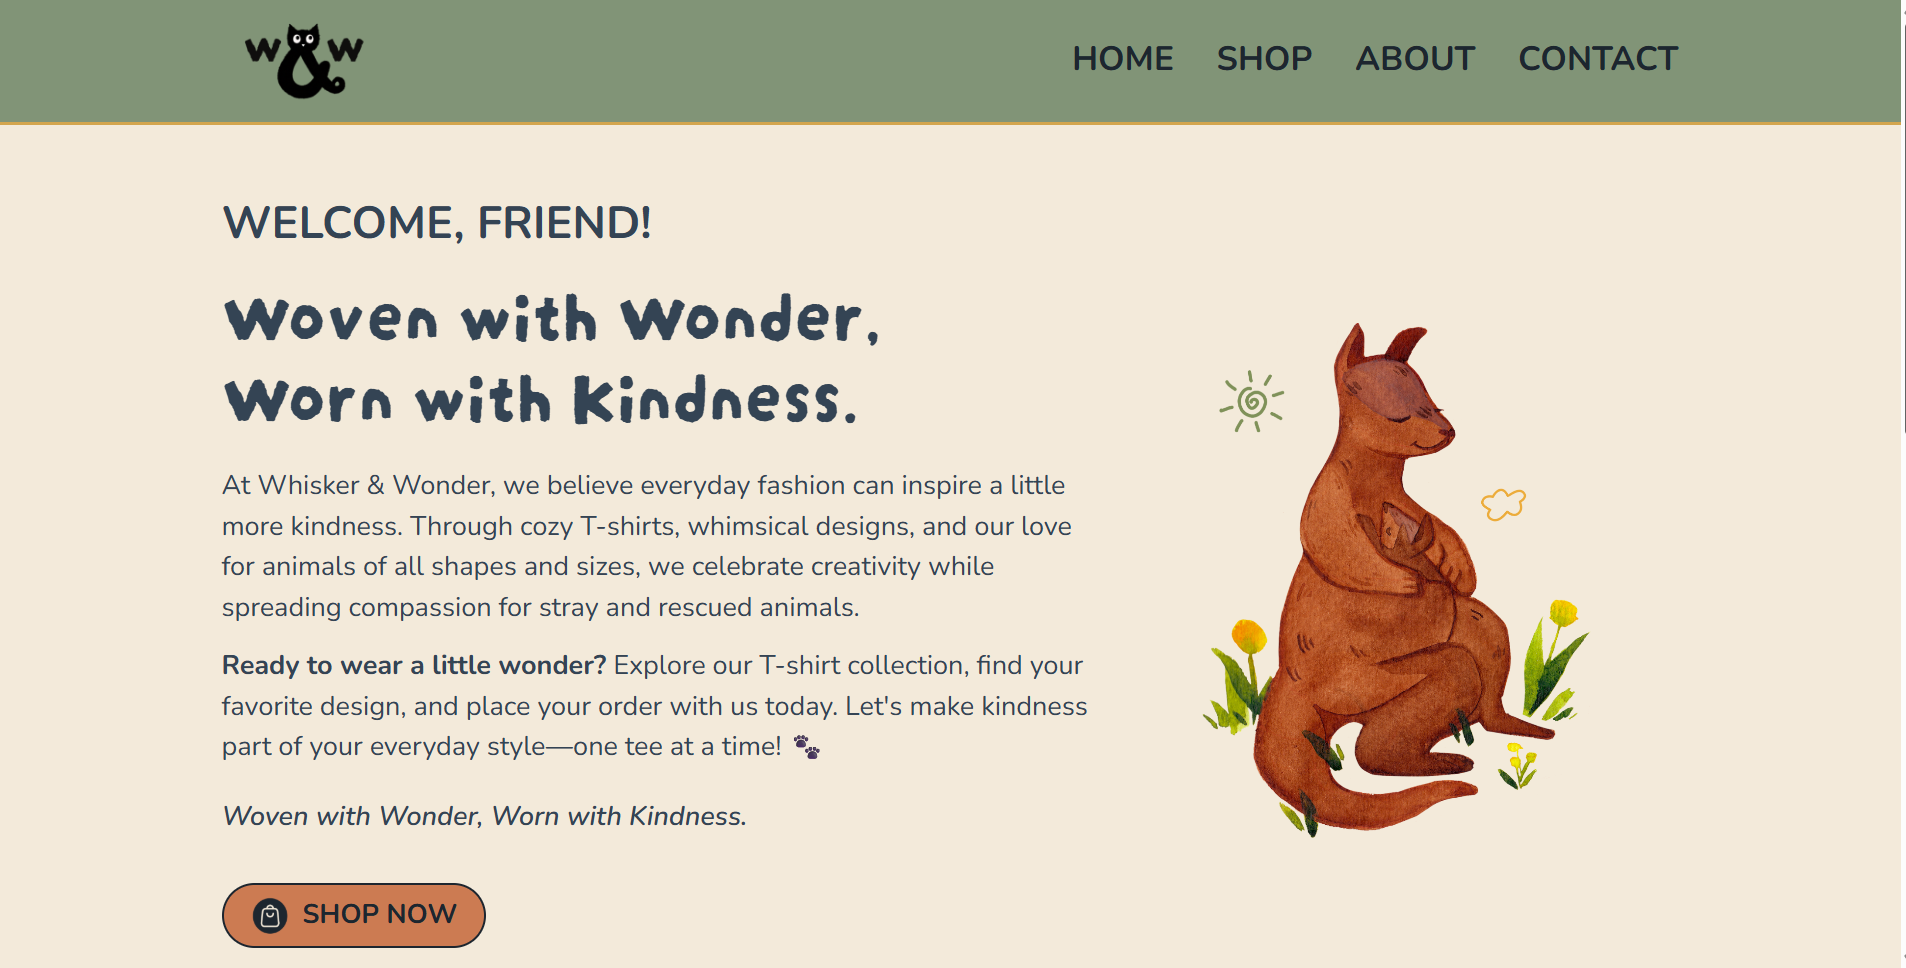 W&W
HOME SHOP ABOUT CONTACT
WELCOME, FRIEND!
Woven with Wonder,
Worn with Kindness.
At Whisker & Wonder, we believe everyday fashion can inspire a little
more kindness. Through cozy T-shirts, whimsical designs, and our love
for animals of all shapes and sizes, we celebrate creativity while
spreading compassion for stray and rescued animals.
Ready to wear a little wonder? Explore our T-shirt collection, find your
favorite design, and place your order with us today. Let's make kindness
part of your everyday style—one tee at a time! 🐾
Woven with Wonder, Worn with Kindness.
SHOP NOW